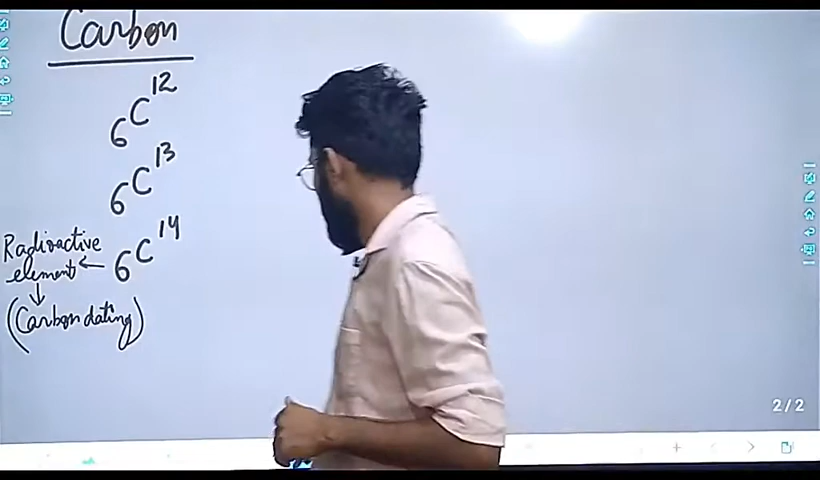 Carbon
6C12
6C13
6C14
Radioactive
element ←
↓
(Carbon dating)
2/2